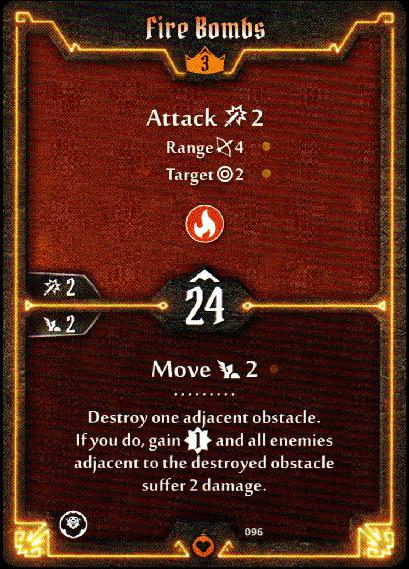 Fire Bombs
3
Attack 2
Range 4
Target 2
2
24
2
Move 2
Destroy one adjacent obstacle.
If you do, gain 1 and all enemies
adjacent to the destroyed obstacle
suffer 2 damage.
096